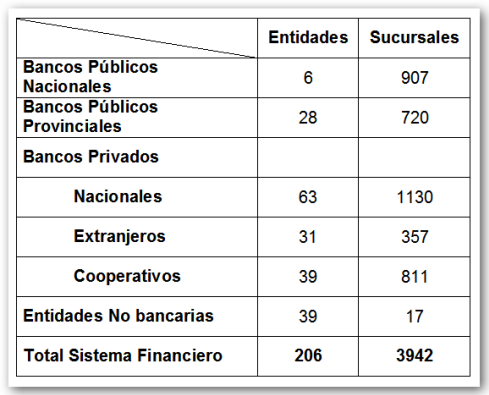 Entidades Sucursales
Bancos Públicos
Nacionales 6 907
Bancos Públicos
Provinciales 28 720
Bancos Privados
Nacionales 63 1130
Extranjeros 31 357
Cooperativos 39 811
Entidades No bancarias 39 17
Total Sistema Financiero 206 3942